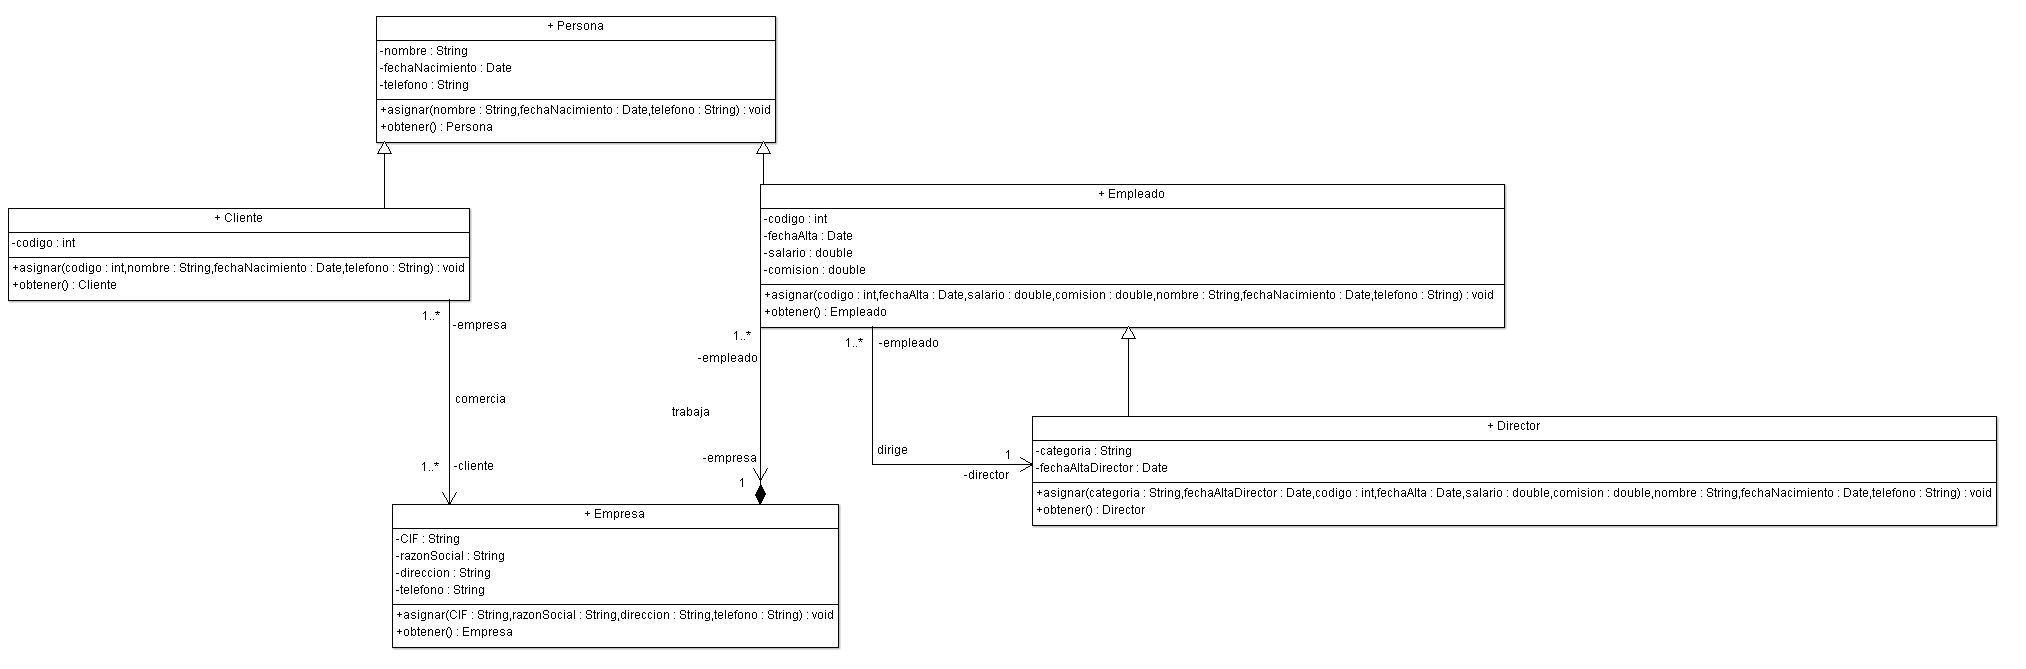 + Persona
-nombre : String
-fechaNacimiento : Date
-telefono : String
+asignar(nombre : String,fechaNacimiento : Date,telefono : String) : void
+obtener() : Persona
+ Cliente
-codigo : int
+asignar(codigo : int,nombre : String,fechaNacimiento : Date,telefono : String) : void
+obtener() : Cliente
+ Empleado
-codigo : int
-fechaAlta : Date
-salario : double
-comision : double
+asignar(codigo : int,fechaAlta : Date,salario : double,comision : double,nombre : String,fechaNacimiento : Date,telefono : String) : void
+obtener() : Empleado
1..*
-empresa
comercia
1..*
-cliente
1..*
-empleado
trabaja
-empresa
1
1..*
-empleado
dirige
1
-director
+ Director
-categoria : String
-fechaAltaDirector : Date
+asignar(categoria : String,fechaAltaDirector : Date,codigo : int,fechaAlta : Date,salario : double,comision : double,nombre : String,fechaNacimiento : Date,telefono : String) : void
+obtener() : Director
+ Empresa
-CIF : String
-razonSocial : String
-direccion : String
-telefono : String
+asignar(CIF : String,razonSocial : String,direccion : String,telefono : String) : void
+obtener() : Empresa